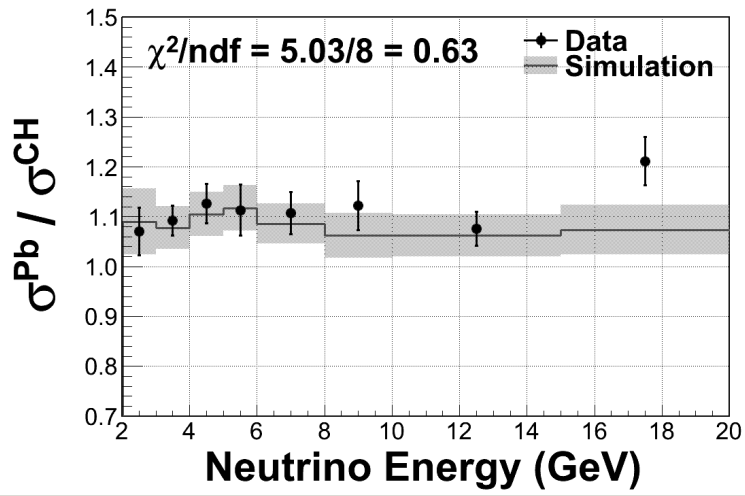 1.5
1.4
1.3
1.2
1.1
1.0
0.9
0.8
0.7
σ^Pb / σ^CH
χ²/ndf = 5.03/8 = 0.63
Data
Simulation
2 4 6 8 10 12 14 16 18 20
Neutrino Energy (GeV)